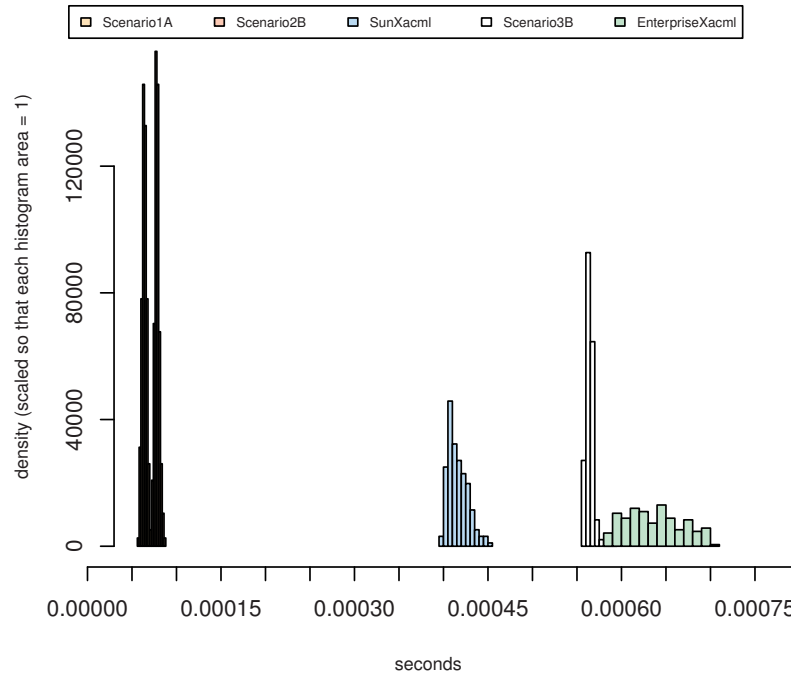 Scenario1A Scenario2B SunXacml Scenario3B EnterpriseXacml
density (scaled so that each histogram area = 1)
120000
80000
40000
0
0.00000 0.00015 0.00030 0.00045 0.00060 0.00075
seconds